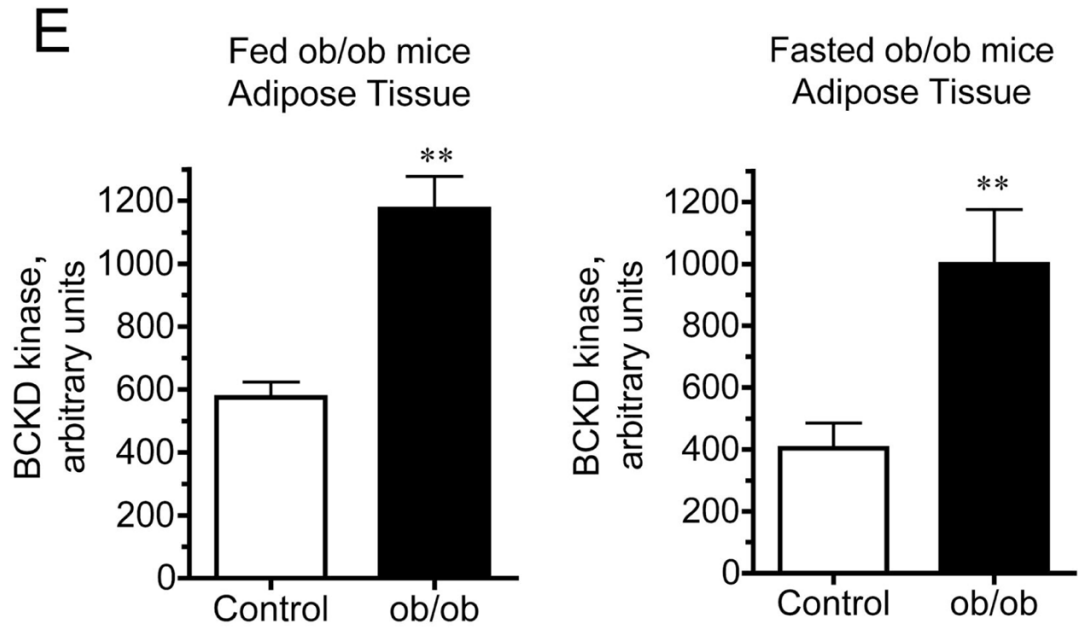 E
Fed ob/ob mice
Adipose Tissue
**
BCKD kinase,
arbitrary units
1200
1000
800
600
400
200
0
Control
ob/ob
Fasted ob/ob mice
Adipose Tissue
**
BCKD kinase,
arbitrary units
1200
1000
800
600
400
200
0
Control
ob/ob